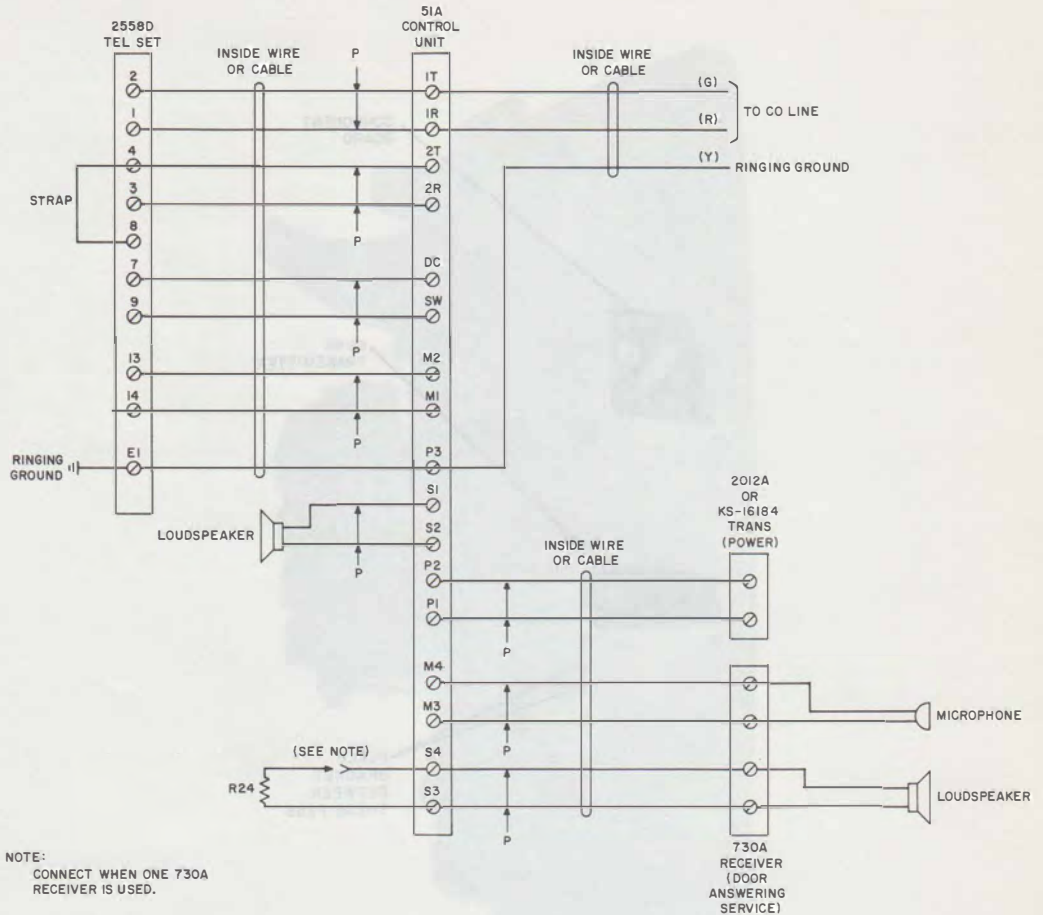 2558D
TEL SET
51A
CONTROL
UNIT
INSIDE WIRE
OR CABLE
P
INSIDE WIRE
OR CABLE
2
1T
(G)
TO CO LINE
1
1R
(R)
4
2T
(Y)
RINGING GROUND
STRAP
3
2R
8
P
7
DC
9
SW
P
13
M2
14
M1
P
RINGING
GROUND
E1
P3
S1
LOUDSPEAKER
S2
P
INSIDE WIRE
OR CABLE
2012A
OR
KS-16184
TRANS
(POWER)
P2
P1
P
M4
M3
MICROPHONE
P
(SEE NOTE)
S4
R24
S3
LOUDSPEAKER
P
NOTE:
CONNECT WHEN ONE 730A
RECEIVER IS USED.
730A
RECEIVER
(DOOR
ANSWERING
SERVICE)